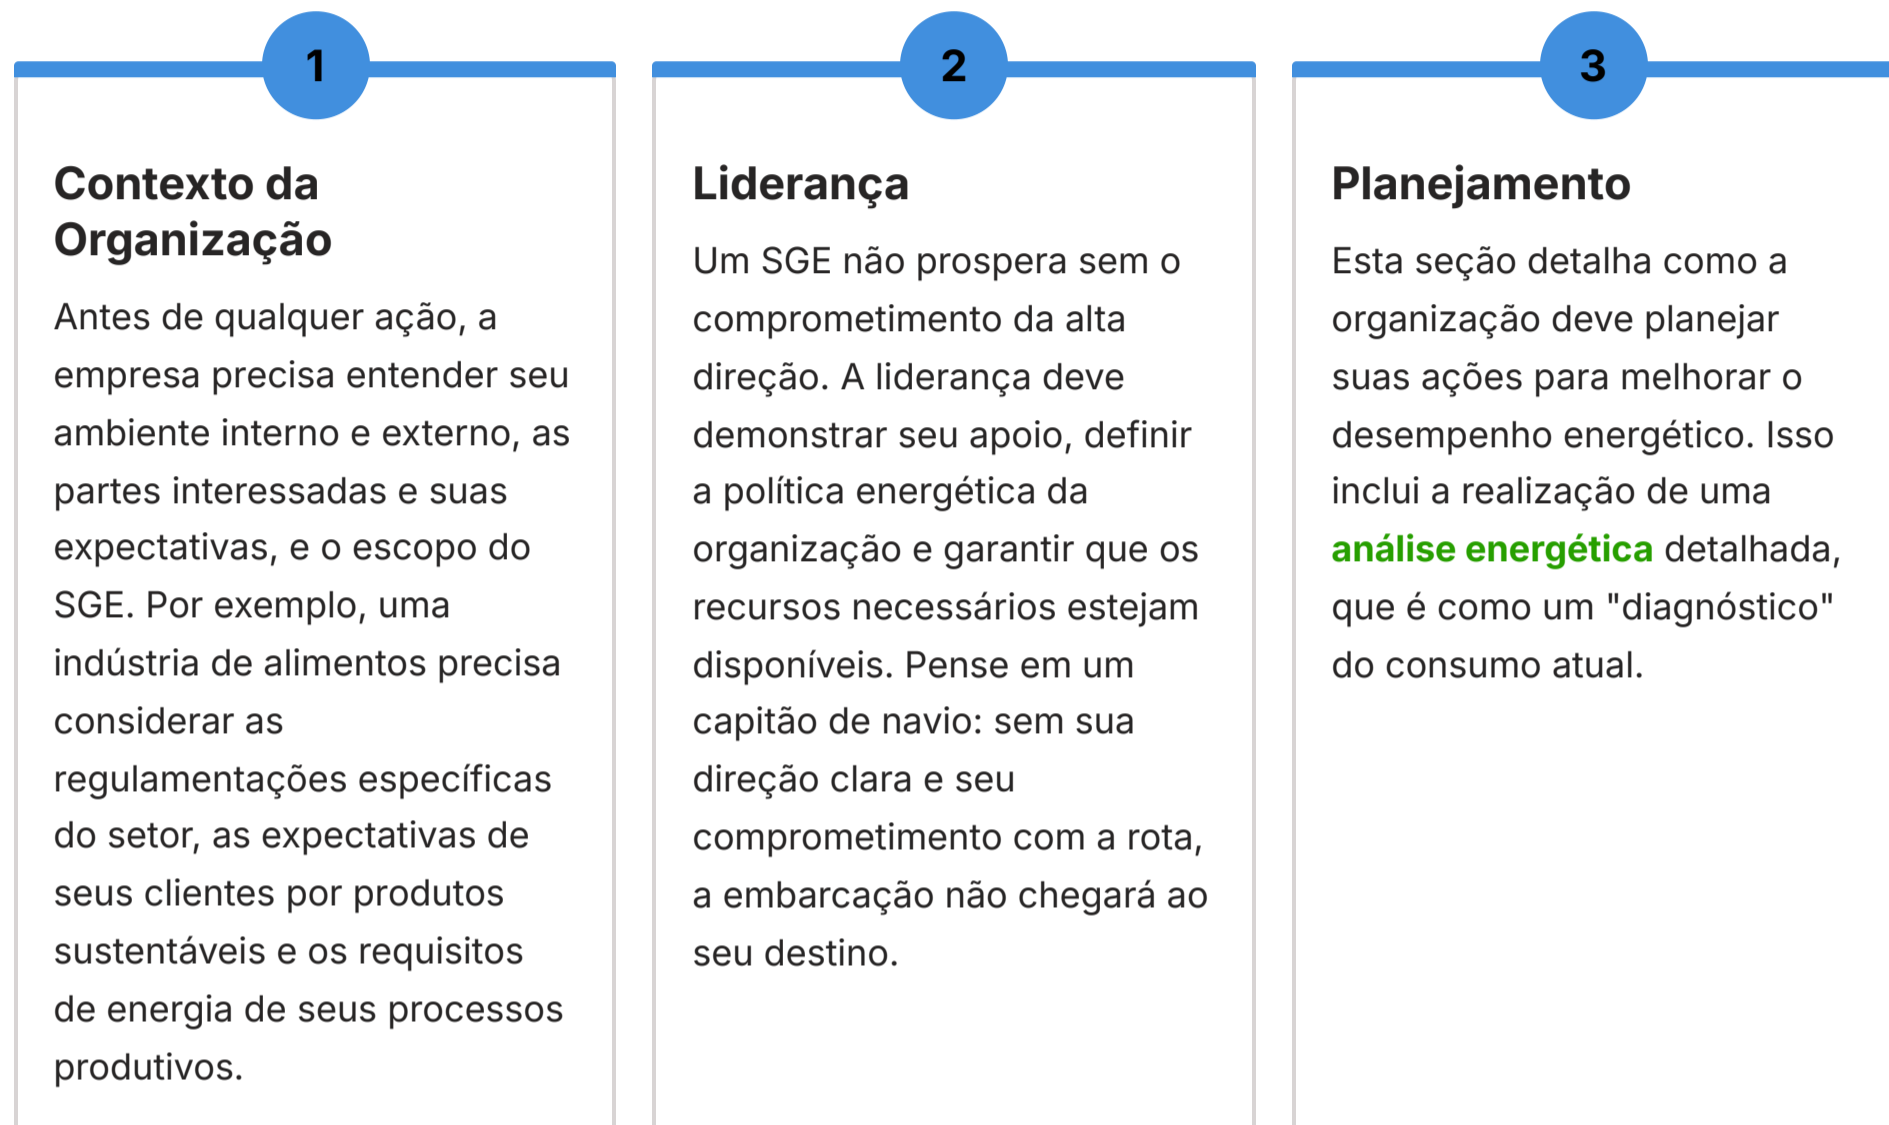 1
Contexto da
Organização
Antes de qualquer ação, a
empresa precisa entender seu
ambiente interno e externo, as
partes interessadas e suas
expectativas, e o escopo do
SGE. Por exemplo, uma
indústria de alimentos precisa
considerar as
regulamentações específicas
do setor, as expectativas de
seus clientes por produtos
sustentáveis e os requisitos
de energia de seus processos
produtivos.
2
Liderança
Um SGE não prospera sem o
comprometimento da alta
direção. A liderança deve
demonstrar seu apoio, definir
a política energética da
organização e garantir que os
recursos necessários estejam
disponíveis. Pense em um
capitão de navio: sem sua
direção clara e seu
comprometimento com a rota,
a embarcação não chegará ao
seu destino.
3
Planejamento
Esta seção detalha como a
organização deve planejar
suas ações para melhorar o
desempenho energético. Isso
inclui a realização de uma
análise energética detalhada,
que é como um "diagnóstico"
do consumo atual.